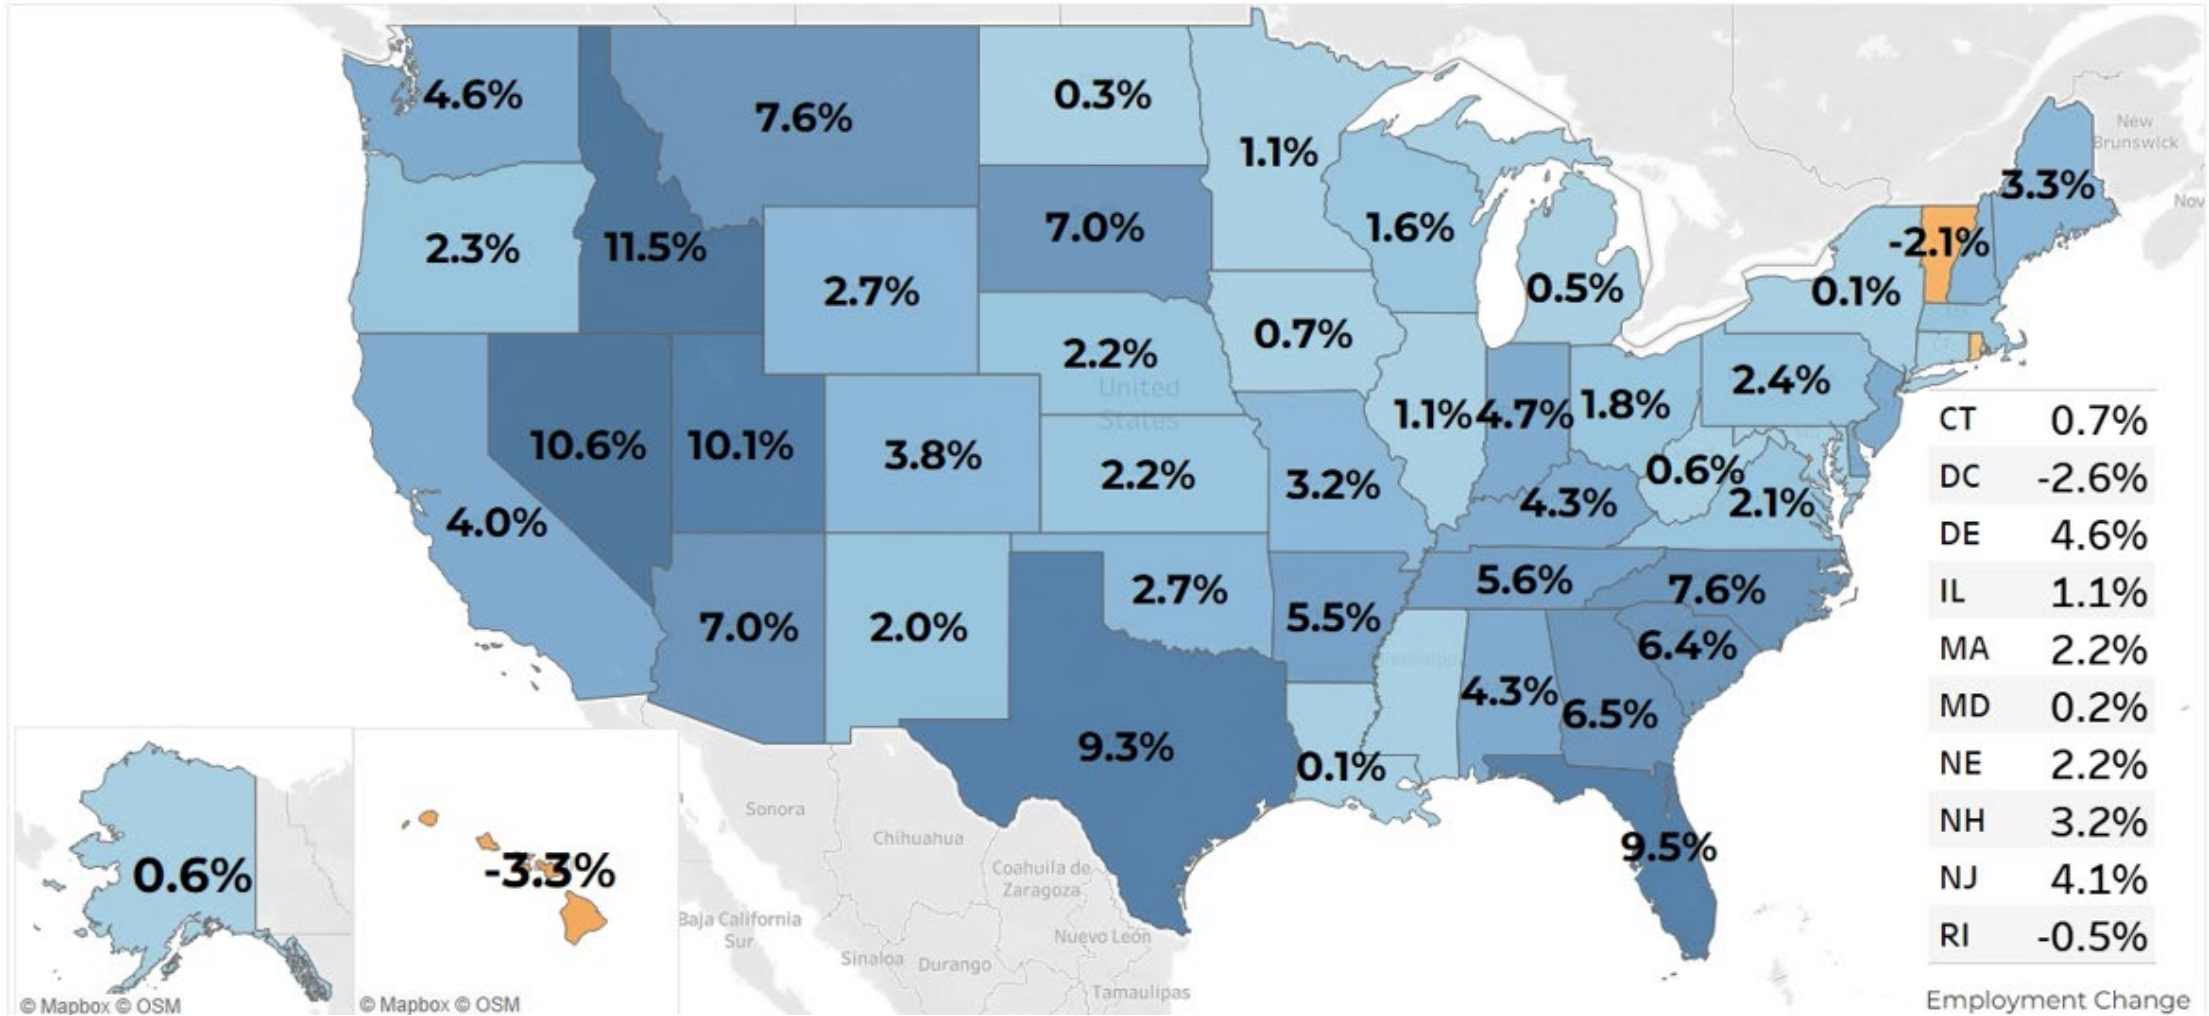 4.6%
7.6%
0.3%
1.1%
New
Brunswick
3.3%
Nov
2.3%
11.5%
7.0%
1.6%
-2.1%
2.7%
0.5%
0.1%
0.7%
2.2%
United
States
2.4%
10.6%
10.1%
3.8%
2.2%
3.2%
1.1%
4.7%
1.8%
0.6%
4.0%
4.3%
2.1%
7.0%
2.0%
2.7%
5.5%
5.6%
7.6%
6.4%
Mississippi
4.3%
6.5%
9.3%
0.1%
9.5%
0.6%
-3.3%
Sonora
Chihuahua
Coahuila de
Zaragoza
Baja California
Sur
Sinaloa
Durango
Nuevo León
Tamaulipas
© Mapbox © OSM
© Mapbox © OSM
CT 0.7%
DC -2.6%
DE 4.6%
IL 1.1%
MA 2.2%
MD 0.2%
NE 2.2%
NH 3.2%
NJ 4.1%
RI -0.5%
Employment Change